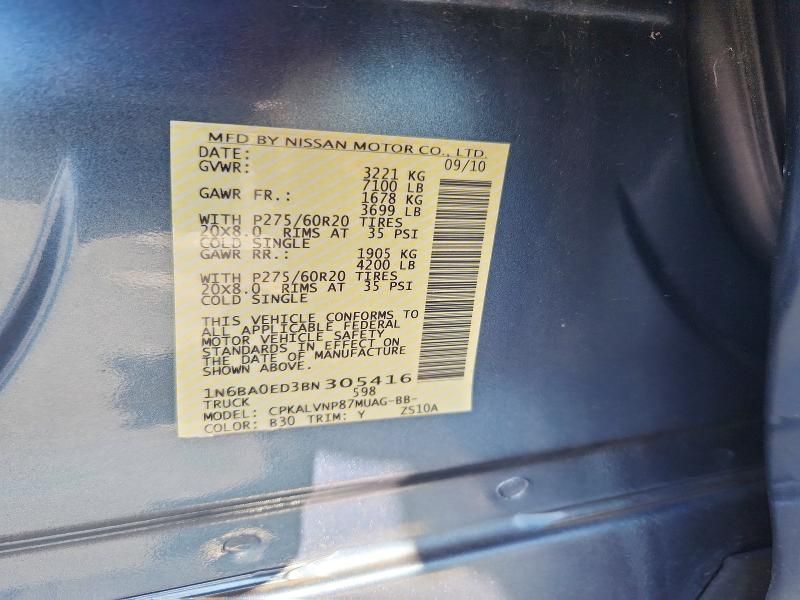 MFD BY NISSAN MOTOR CO., LTD.
DATE: 09/10
GVWR: 3221 KG
7100 LB
GAWR FR.: 1678 KG
3699 LB
WITH P275/60R20 TIRES
20x8.0 RIMS AT 35 PSI
COLD SINGLE
GAWR RR.: 1905 KG
4200 LB
WITH P275/60R20 TIRES
20x8.0 RIMS AT 35 PSI
COLD SINGLE
THIS VEHICLE CONFORMS TO
ALL APPLICABLE FEDERAL
MOTOR VEHICLE SAFETY
STANDARDS IN EFFECT ON
THE DATE OF MANUFACTURE
SHOWN ABOVE.
1N6BA0ED3BN 305416
TRUCK 598
MODEL: CPKALVNP87MUAG-BB-
COLOR: B30 TRIM: Y ZS10A